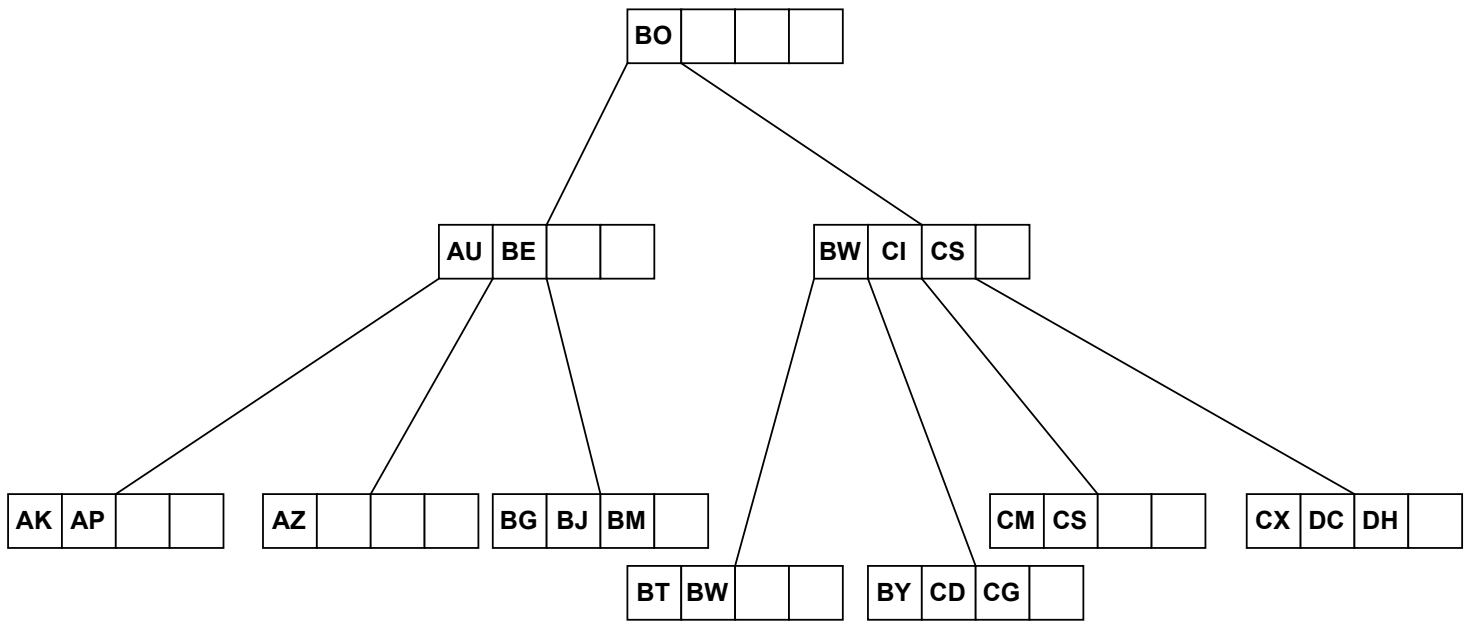 BO
AU BE
BW CI CS
AK AP
AZ
BG BJ BM
CM CS
CX DC DH
BT BW
BY CD CG